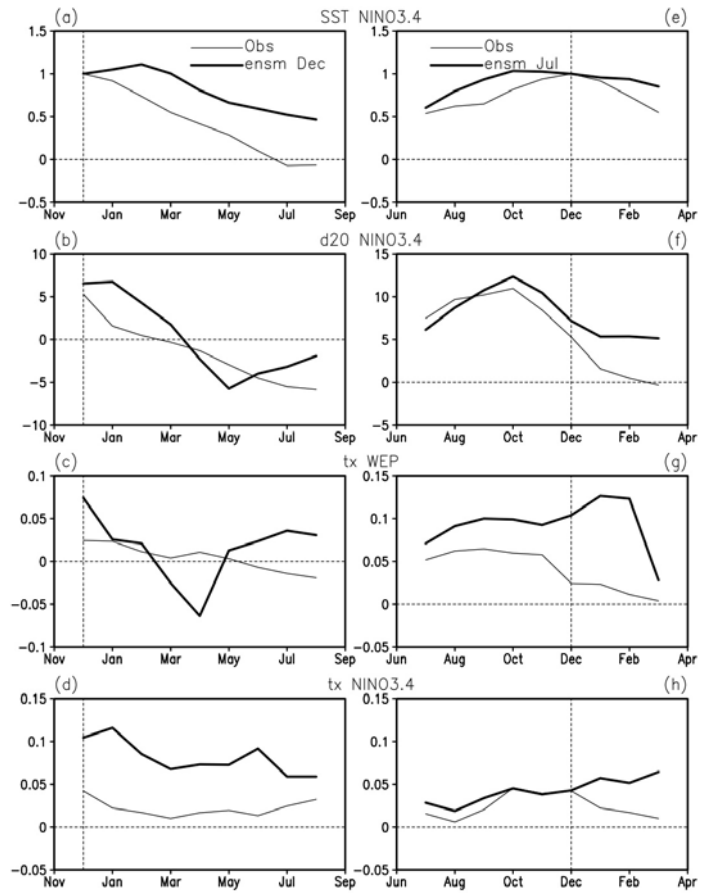 (a) SST NINO3.4 (e)
1.5
1
0.5
0
-0.5
Obs
ensm Dec
Nov Jan Mar May Jul Sep
1.5
1
0.5
0
-0.5
Obs
ensm Jul
Jun Aug Oct Dec Feb Apr
(b) d20 NINO3.4 (f)
10
5
0
-5
-10
Nov Jan Mar May Jul Sep
15
10
5
0
-5
Jun Aug Oct Dec Feb Apr
(c) tx WEP (g)
0.1
0.05
0
-0.05
-0.1
Nov Jan Mar May Jul Sep
0.15
0.1
0.05
0
-0.05
Jun Aug Oct Dec Feb Apr
(d) tx NINO3.4 (h)
0.15
0.1
0.05
0
-0.05
Nov Jan Mar May Jul Sep
0.15
0.1
0.05
0
-0.05
Jun Aug Oct Dec Feb Apr